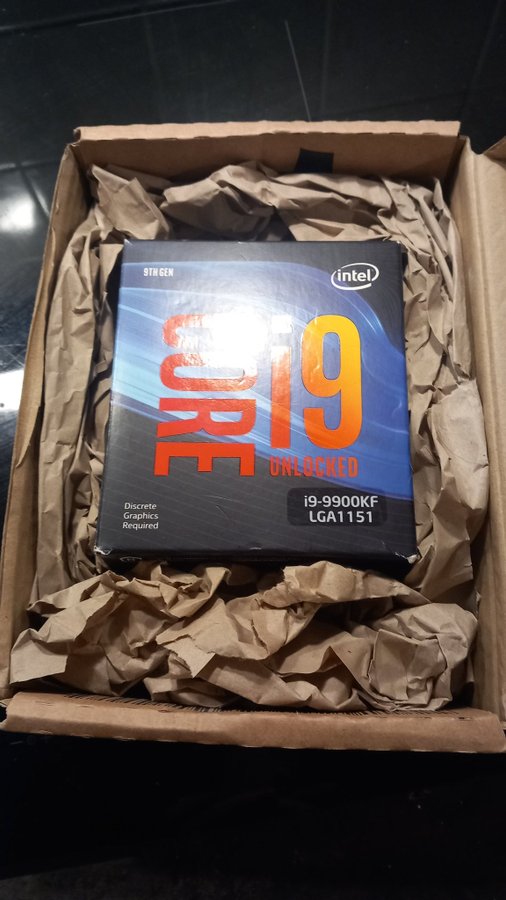 9TH GEN
intel
CORE
i9
UNLOCKED
Discrete
Graphics
Required
i9-9900KF
LGA1151